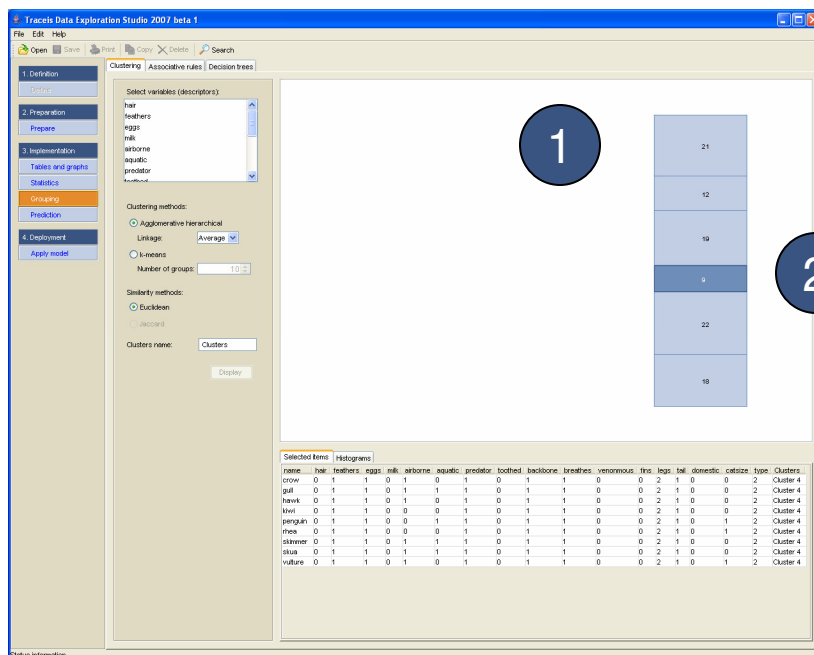 Traceis Data Exploration Studio 2007 beta 1
File Edit Help
Open Save Print Copy Delete Search
1. Definition
Define
2. Preparation
Prepare
3. Implementation
Tables and graphs
Statistics
Grouping
Prediction
4. Deployment
Apply model
Clustering Associative rules Decision trees
Select variables (descriptors):
hair
feathers
eggs
milk
airborne
aquatic
predator
toothed
Clustering methods:
Agglomerative hierarchical
Linkage: Average
k-means
Number of groups: 10
Similarity methods:
Euclidean
Jaccard
Clusters name: Clusters
Display
1
2
21
12
19
9
22
18
Selected items Histograms
name hair feathers eggs milk airborne aquatic predator toothed backbone breathes venonmous fins legs tail domestic catsize type Clusters
crow 0 1 1 0 1 0 1 0 1 1 0 0 2 1 0 0 2 Cluster 4
gull 0 1 1 0 1 1 1 0 1 1 0 0 2 1 0 0 2 Cluster 4
hawk 0 1 1 0 1 0 1 0 1 1 0 0 2 1 0 0 2 Cluster 4
kiwi 0 1 1 0 0 0 1 0 1 1 0 0 2 1 0 0 2 Cluster 4
penguin 0 1 1 0 0 1 1 0 1 1 0 0 2 1 0 1 2 Cluster 4
rhea 0 1 1 0 0 0 1 0 1 1 0 0 2 1 0 1 2 Cluster 4
skimmer 0 1 1 0 1 1 1 0 1 1 0 0 2 1 0 0 2 Cluster 4
skua 0 1 1 0 1 1 1 0 1 1 0 0 2 1 0 0 2 Cluster 4
vulture 0 1 1 0 1 0 1 0 1 1 0 0 2 1 0 1 2 Cluster 4
Status information